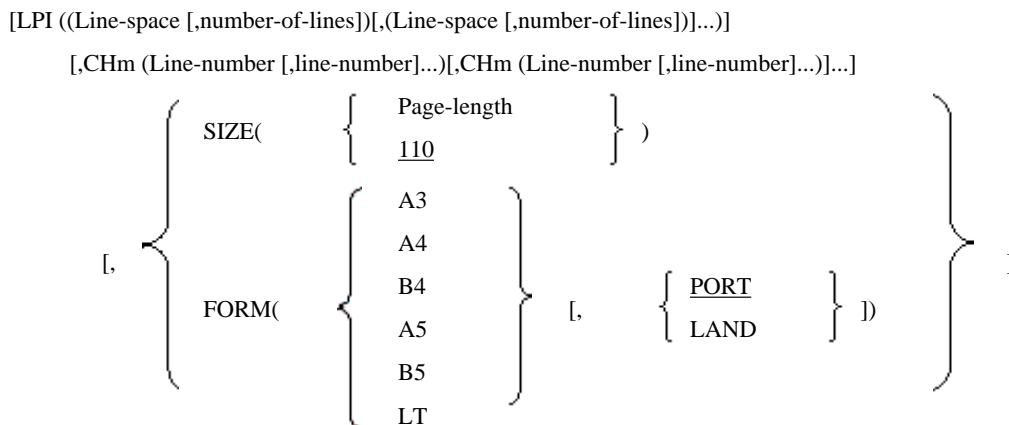 [LPI ((Line-space [,number-of-lines])[,(Line-space [,number-of-lines])]...)]
[,CHm (Line-number [,line-number]...)[,CHm (Line-number [,line-number]...)]...]
Page-length
SIZE( { } )
110
A3
A4
[, B4 ]
PORT
FORM( { } [, { } ])
A5 LAND
B5
LT